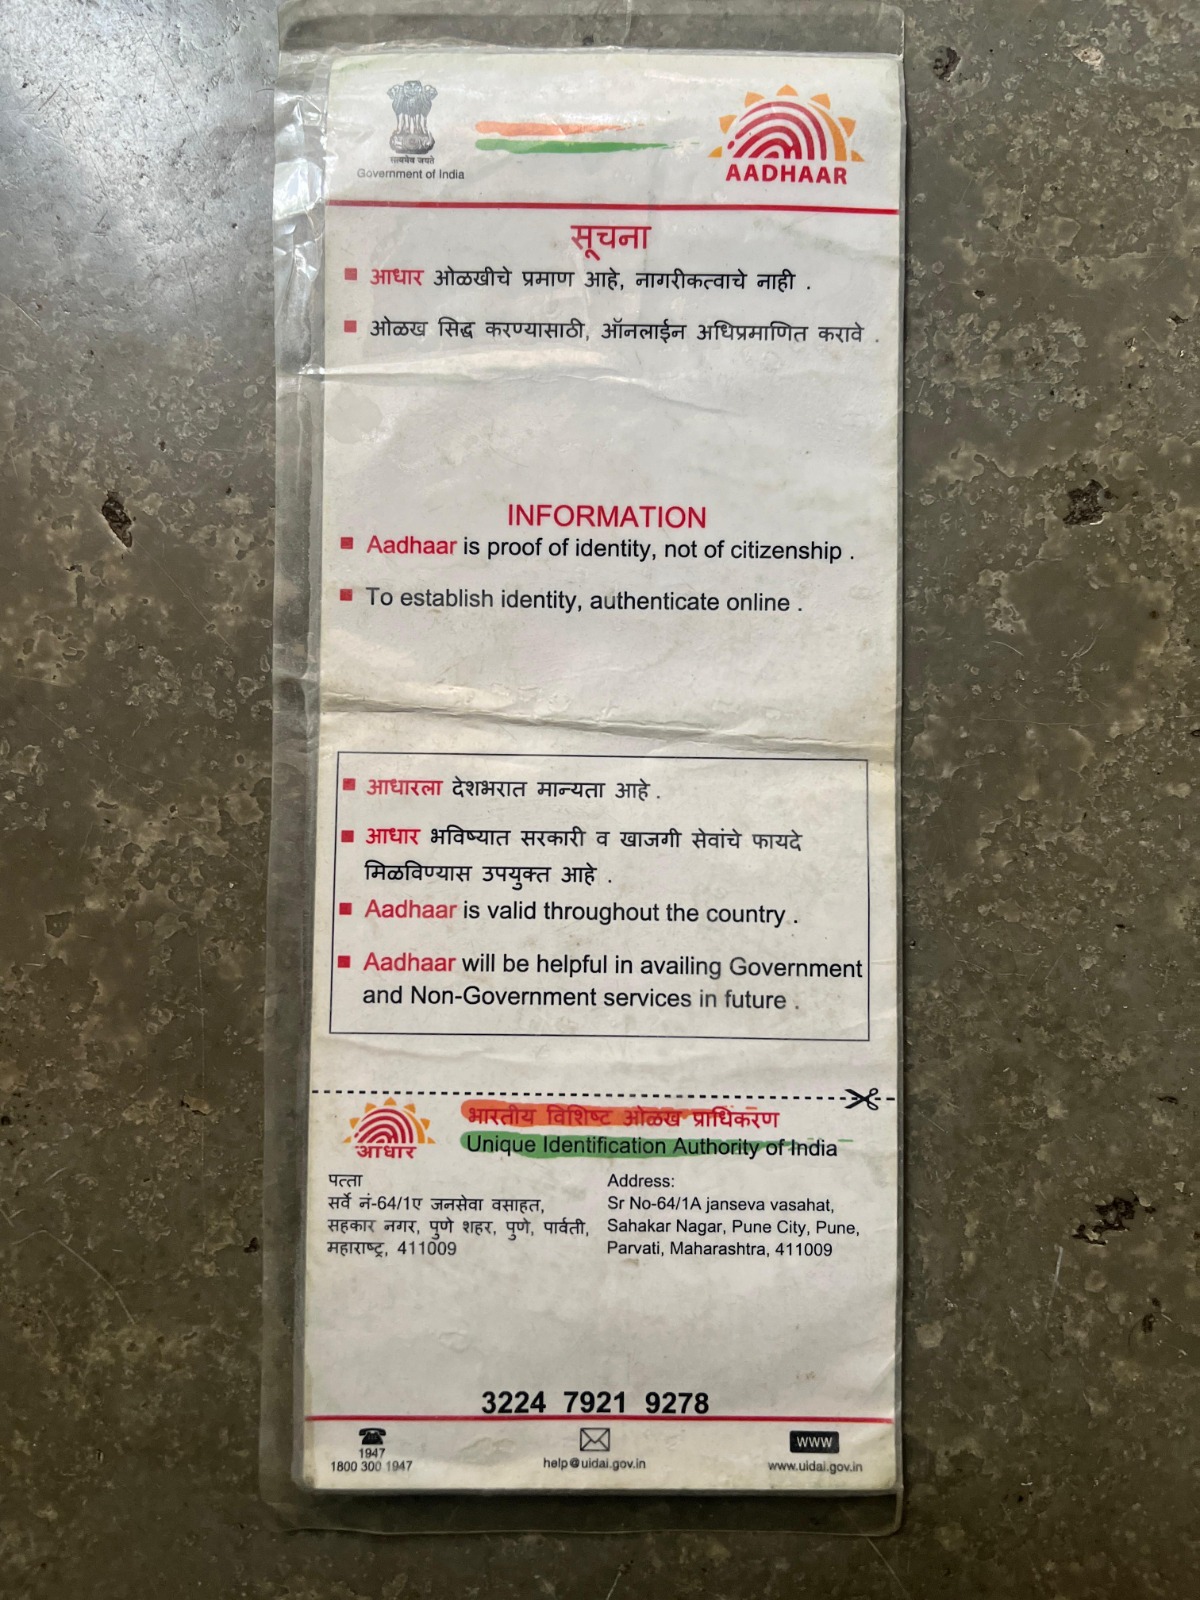 सत्यमेव जयते
Government of India
AADHAAR
सूचना
आधार ओळखीचे प्रमाण आहे, नागरीकत्वाचे नाही .
ओळख सिद्ध करण्यासाठी, ऑनलाईन अधिप्रमाणित करावे .
INFORMATION
Aadhaar is proof of identity, not of citizenship .
To establish identity, authenticate online .
आधारला देशभरात मान्यता आहे .
आधार भविष्यात सरकारी व खाजगी सेवांचे फायदे
मिळविण्यास उपयुक्त आहे .
Aadhaar is valid throughout the country .
Aadhaar will be helpful in availing Government
and Non-Government services in future .
भारतीय विशिष्ट ओळख प्राधिकरण
Unique Identification Authority of India
आधार
पत्ता
सर्वे नं-64/1ए जनसेवा वसाहत,
सहकार नगर, पुणे शहर, पुणे, पार्वती,
महाराष्ट्र, 411009
Address:
Sr No-64/1A janseva vasahat,
Sahakar Nagar, Pune City, Pune,
Parvati, Maharashtra, 411009
3224 7921 9278
1947
1800 300 1947
help@uidai.gov.in
www
www.uidai.gov.in